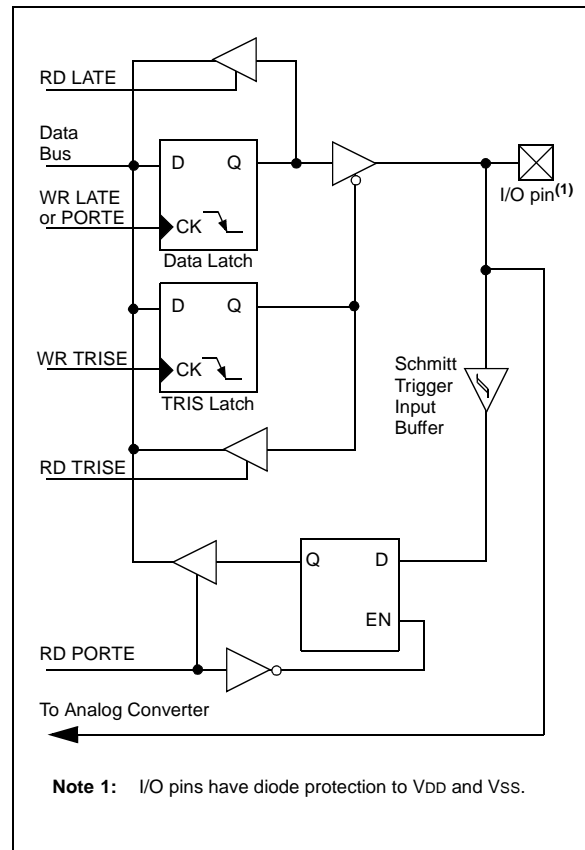 RD LATE
Data
Bus
D Q
I/O pin(1)
WR LATE
or PORTE
CK
Data Latch
D Q
WR TRISE
CK
TRIS Latch
Schmitt
Trigger
Input
Buffer
RD TRISE
Q D
EN
RD PORTE
To Analog Converter
Note 1: I/O pins have diode protection to VDD and VSS.